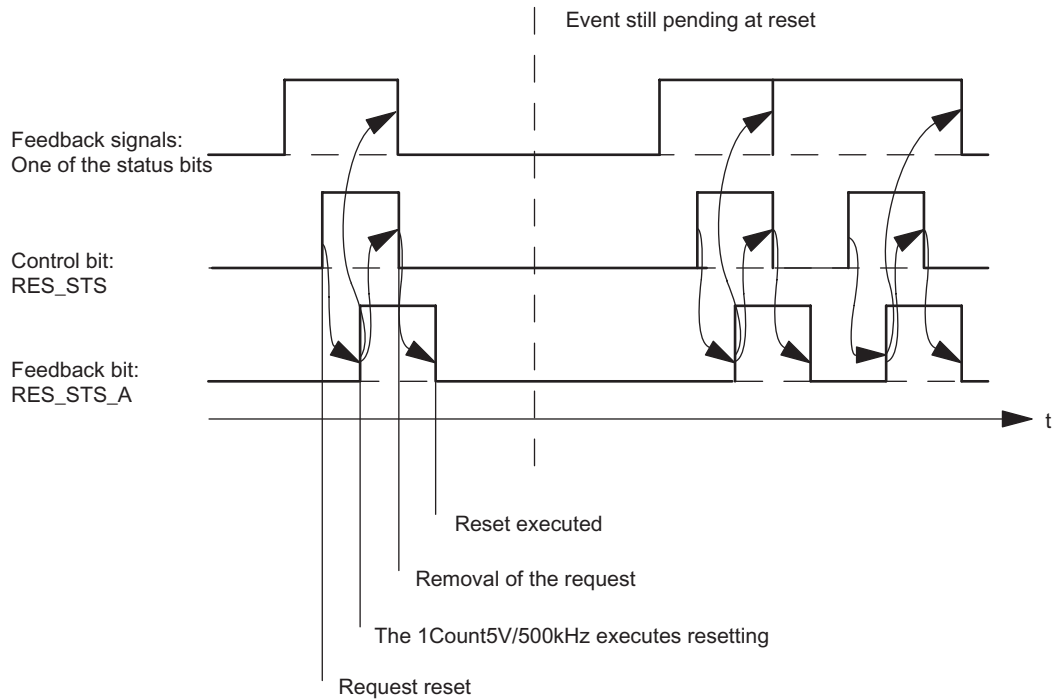 Event still pending at reset
Feedback signals:
One of the status bits
Control bit:
RES_STS
Feedback bit:
RES_STS_A
t
Reset executed
Removal of the request
The 1Count5V/500kHz executes resetting
Request reset